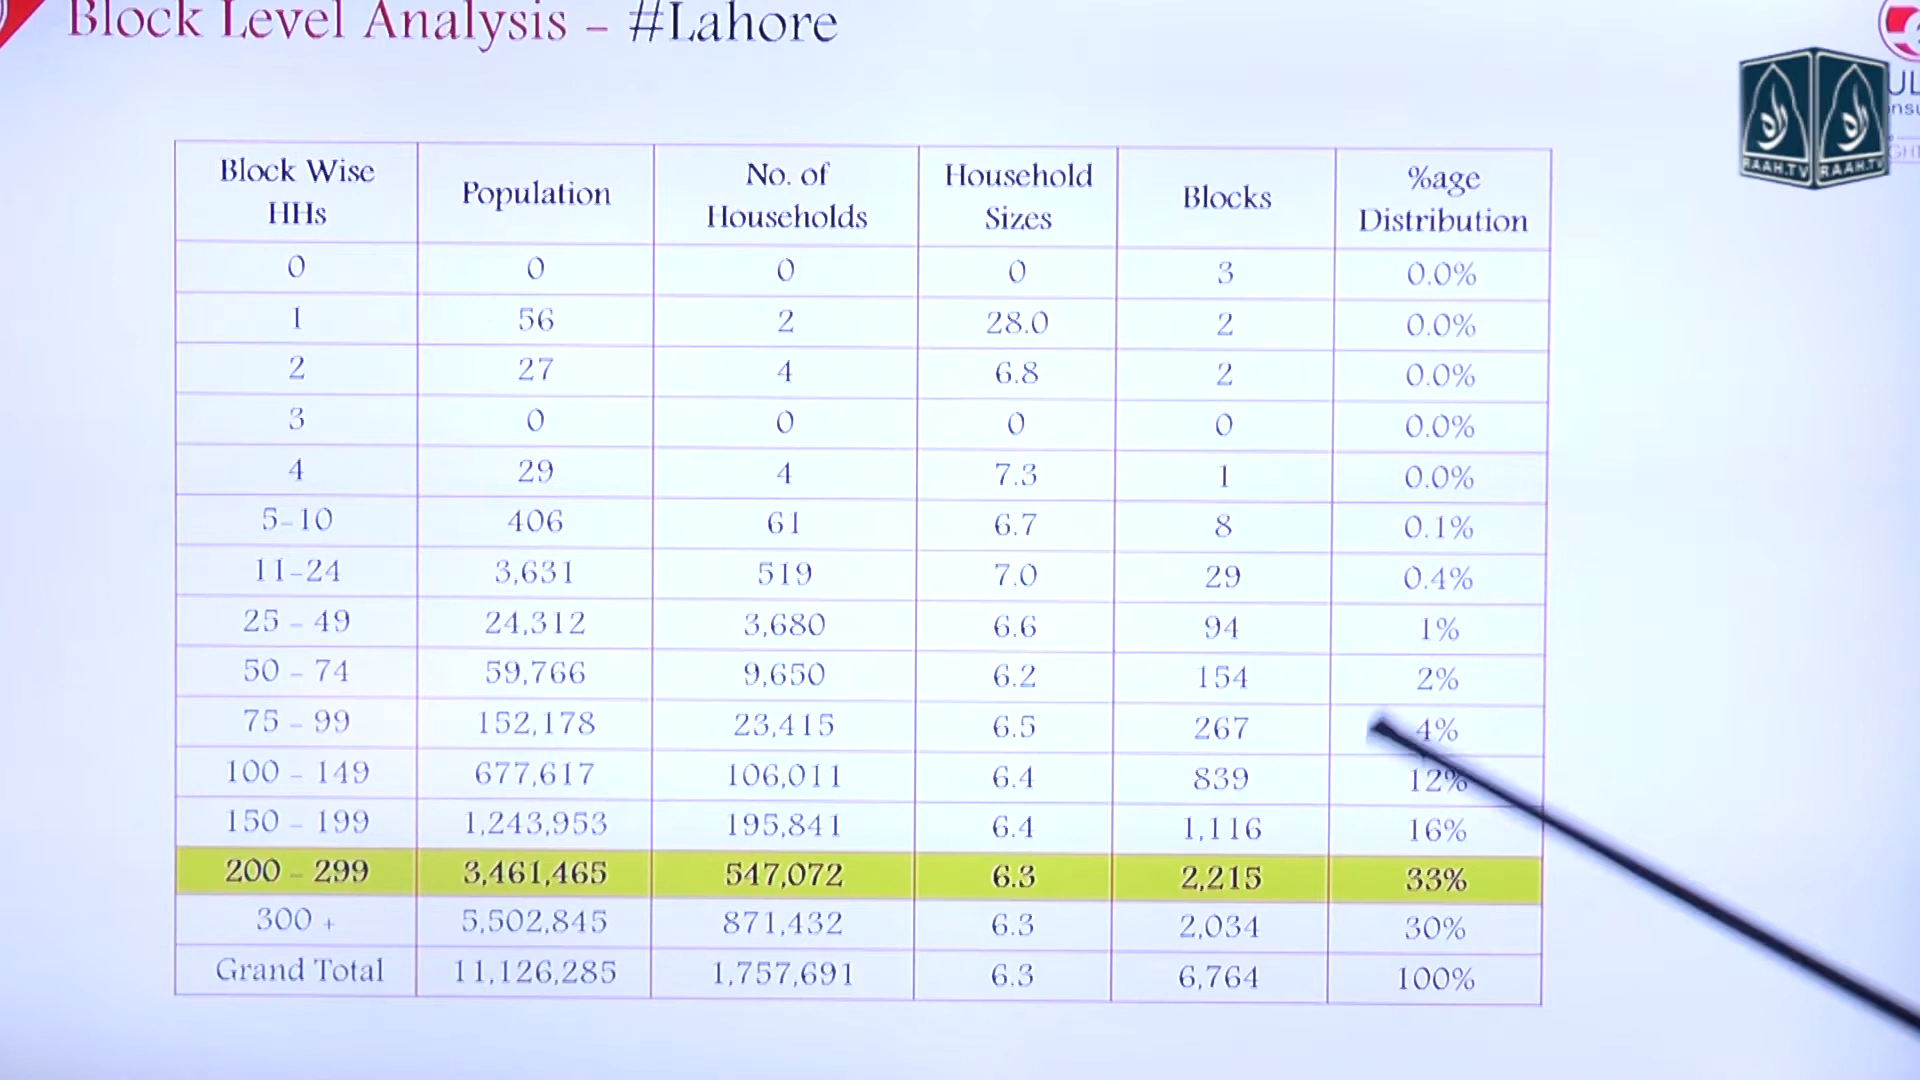 Block Level Analysis – #Lahore
Block Wise HHs | Population | No. of Households | Household Sizes | Blocks | %age Distribution
0 | 0 | 0 | 0 | 3 | 0.0%
1 | 56 | 2 | 28.0 | 2 | 0.0%
2 | 27 | 4 | 6.8 | 2 | 0.0%
3 | 0 | 0 | 0 | 0 | 0.0%
4 | 29 | 4 | 7.3 | 1 | 0.0%
5-10 | 406 | 61 | 6.7 | 8 | 0.1%
11-24 | 3,631 | 519 | 7.0 | 29 | 0.4%
25 – 49 | 24,312 | 3,680 | 6.6 | 94 | 1%
50 – 74 | 59,766 | 9,650 | 6.2 | 154 | 2%
75 – 99 | 152,178 | 23,415 | 6.5 | 267 | 4%
100 – 149 | 677,617 | 106,011 | 6.4 | 839 | 12%
150 – 199 | 1,243,953 | 195,841 | 6.4 | 1,116 | 16%
200 – 299 | 3,461,465 | 547,072 | 6.3 | 2,215 | 33%
300 + | 5,502,845 | 871,432 | 6.3 | 2,034 | 30%
Grand Total | 11,126,285 | 1,757,691 | 6.3 | 6,764 | 100%
راہ راہ
RAAH.TV RAAH.TV